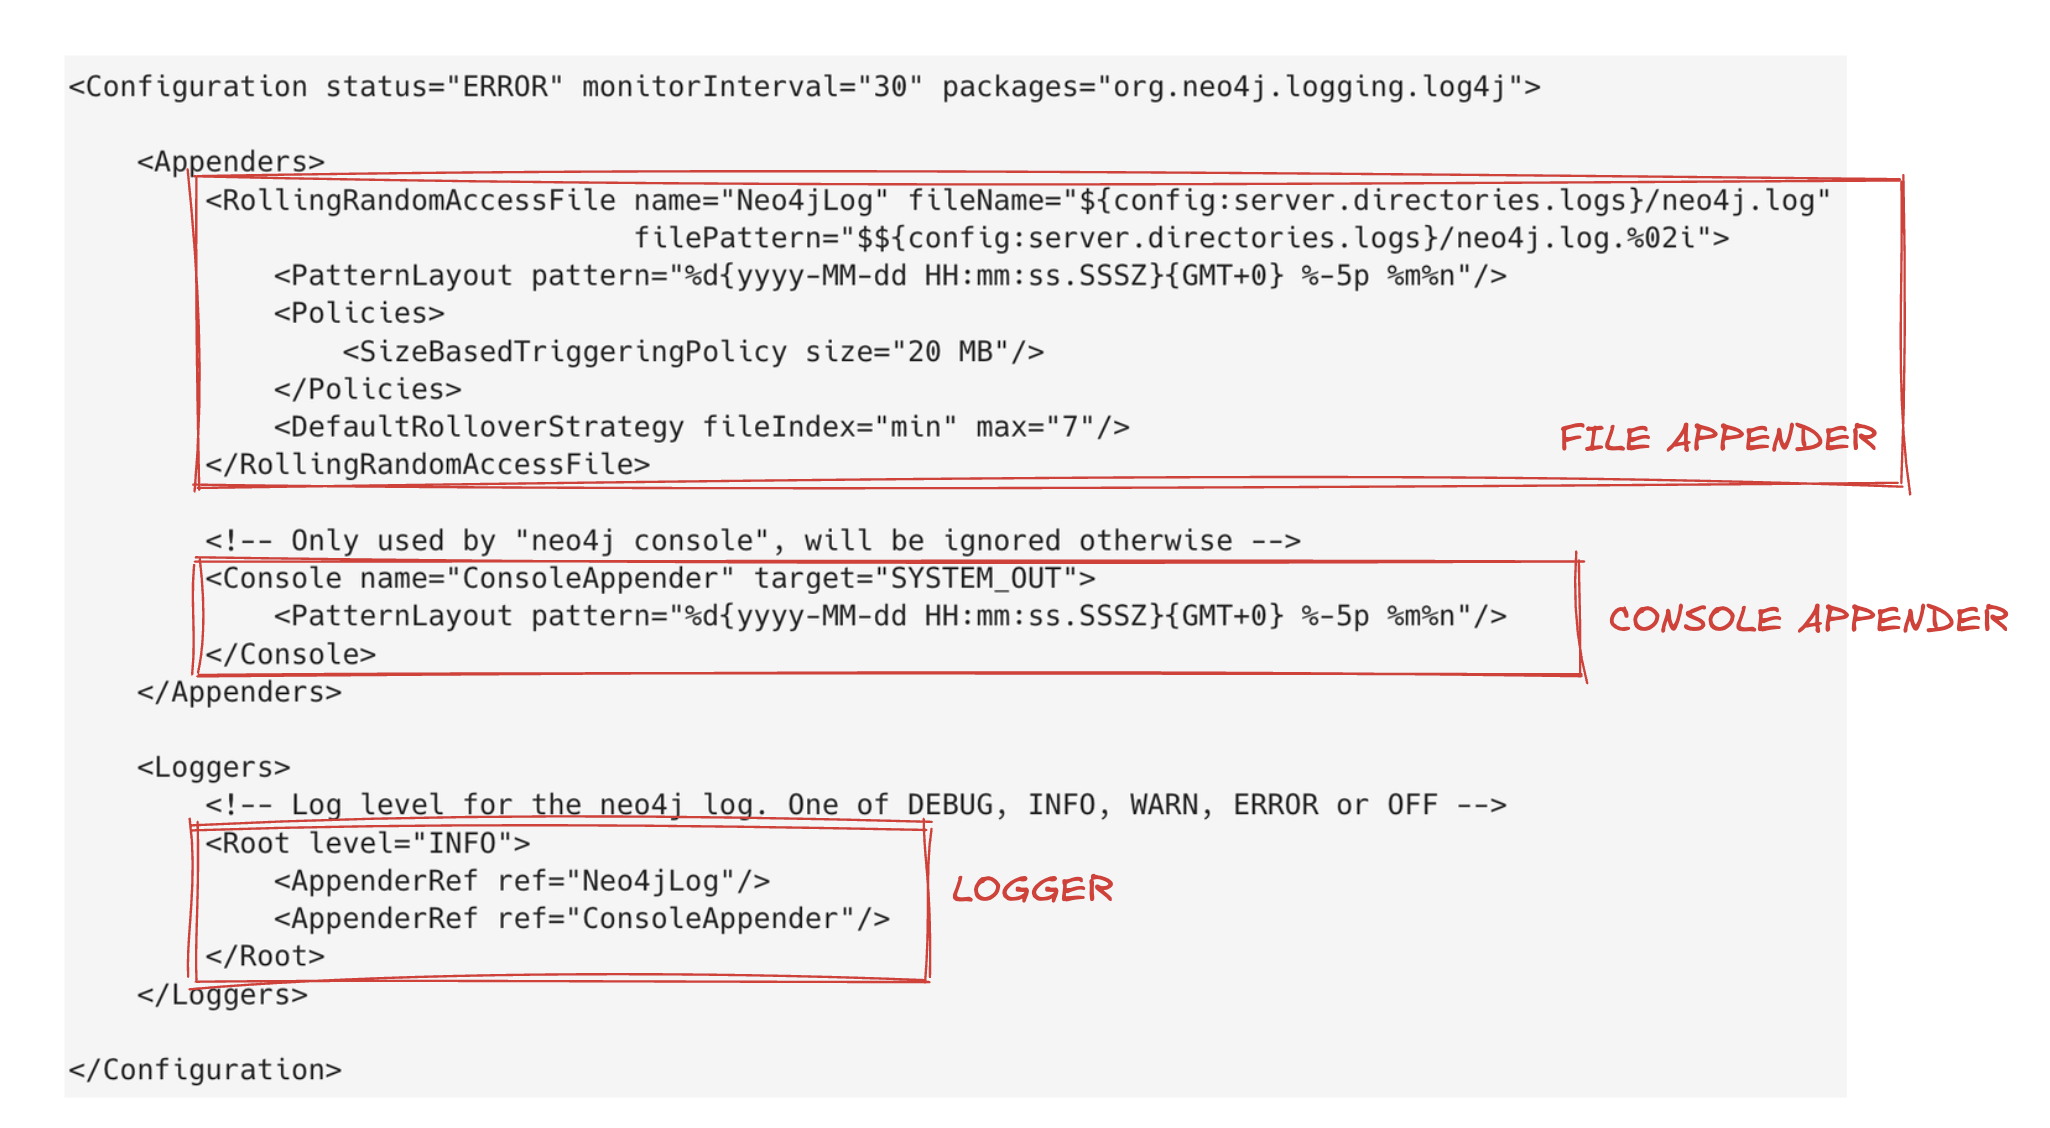 <Configuration status="ERROR" monitorInterval="30" packages="org.neo4j.logging.log4j">
<Appenders>
<RollingRandomAccessFile name="Neo4jLog" fileName="${config:server.directories.logs}/neo4j.log"
filePattern="$${config:server.directories.logs}/neo4j.log.%02i">
<PatternLayout pattern="%d{yyyy-MM-dd HH:mm:ss.SSSZ}{GMT+0} %-5p %m%n"/>
<Policies>
<SizeBasedTriggeringPolicy size="20 MB"/>
</Policies>
<DefaultRolloverStrategy fileIndex="min" max="7"/>
FILE APPENDER
</RollingRandomAccessFile>
<!-- Only used by "neo4j console", will be ignored otherwise -->
<Console name="ConsoleAppender" target="SYSTEM_OUT">
<PatternLayout pattern="%d{yyyy-MM-dd HH:mm:ss.SSSZ}{GMT+0} %-5p %m%n"/>
CONSOLE APPENDER
</Console>
</Appenders>
<Loggers>
<!-- Log level for the neo4j log. One of DEBUG, INFO, WARN, ERROR or OFF -->
<Root level="INFO">
<AppenderRef ref="Neo4jLog"/>
LOGGER
<AppenderRef ref="ConsoleAppender"/>
</Root>
</Loggers>
</Configuration>